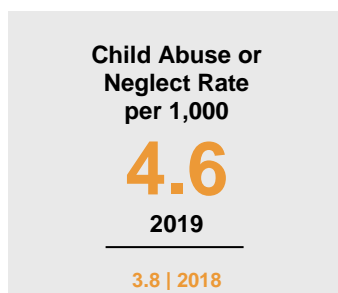 Child Abuse or
Neglect Rate
per 1,000
4.6
2019
3.8 | 2018